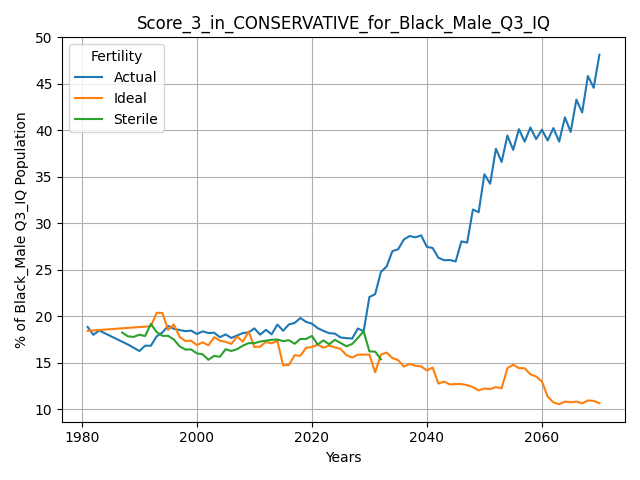 Score_3_in_CONSERVATIVE_for_Black_Male_Q3_IQ
Fertility
Actual
Ideal
Sterile
% of Black_Male Q3_IQ Population
50
45
40
35
30
25
20
15
10
1980
2000
2020
2040
2060
Years